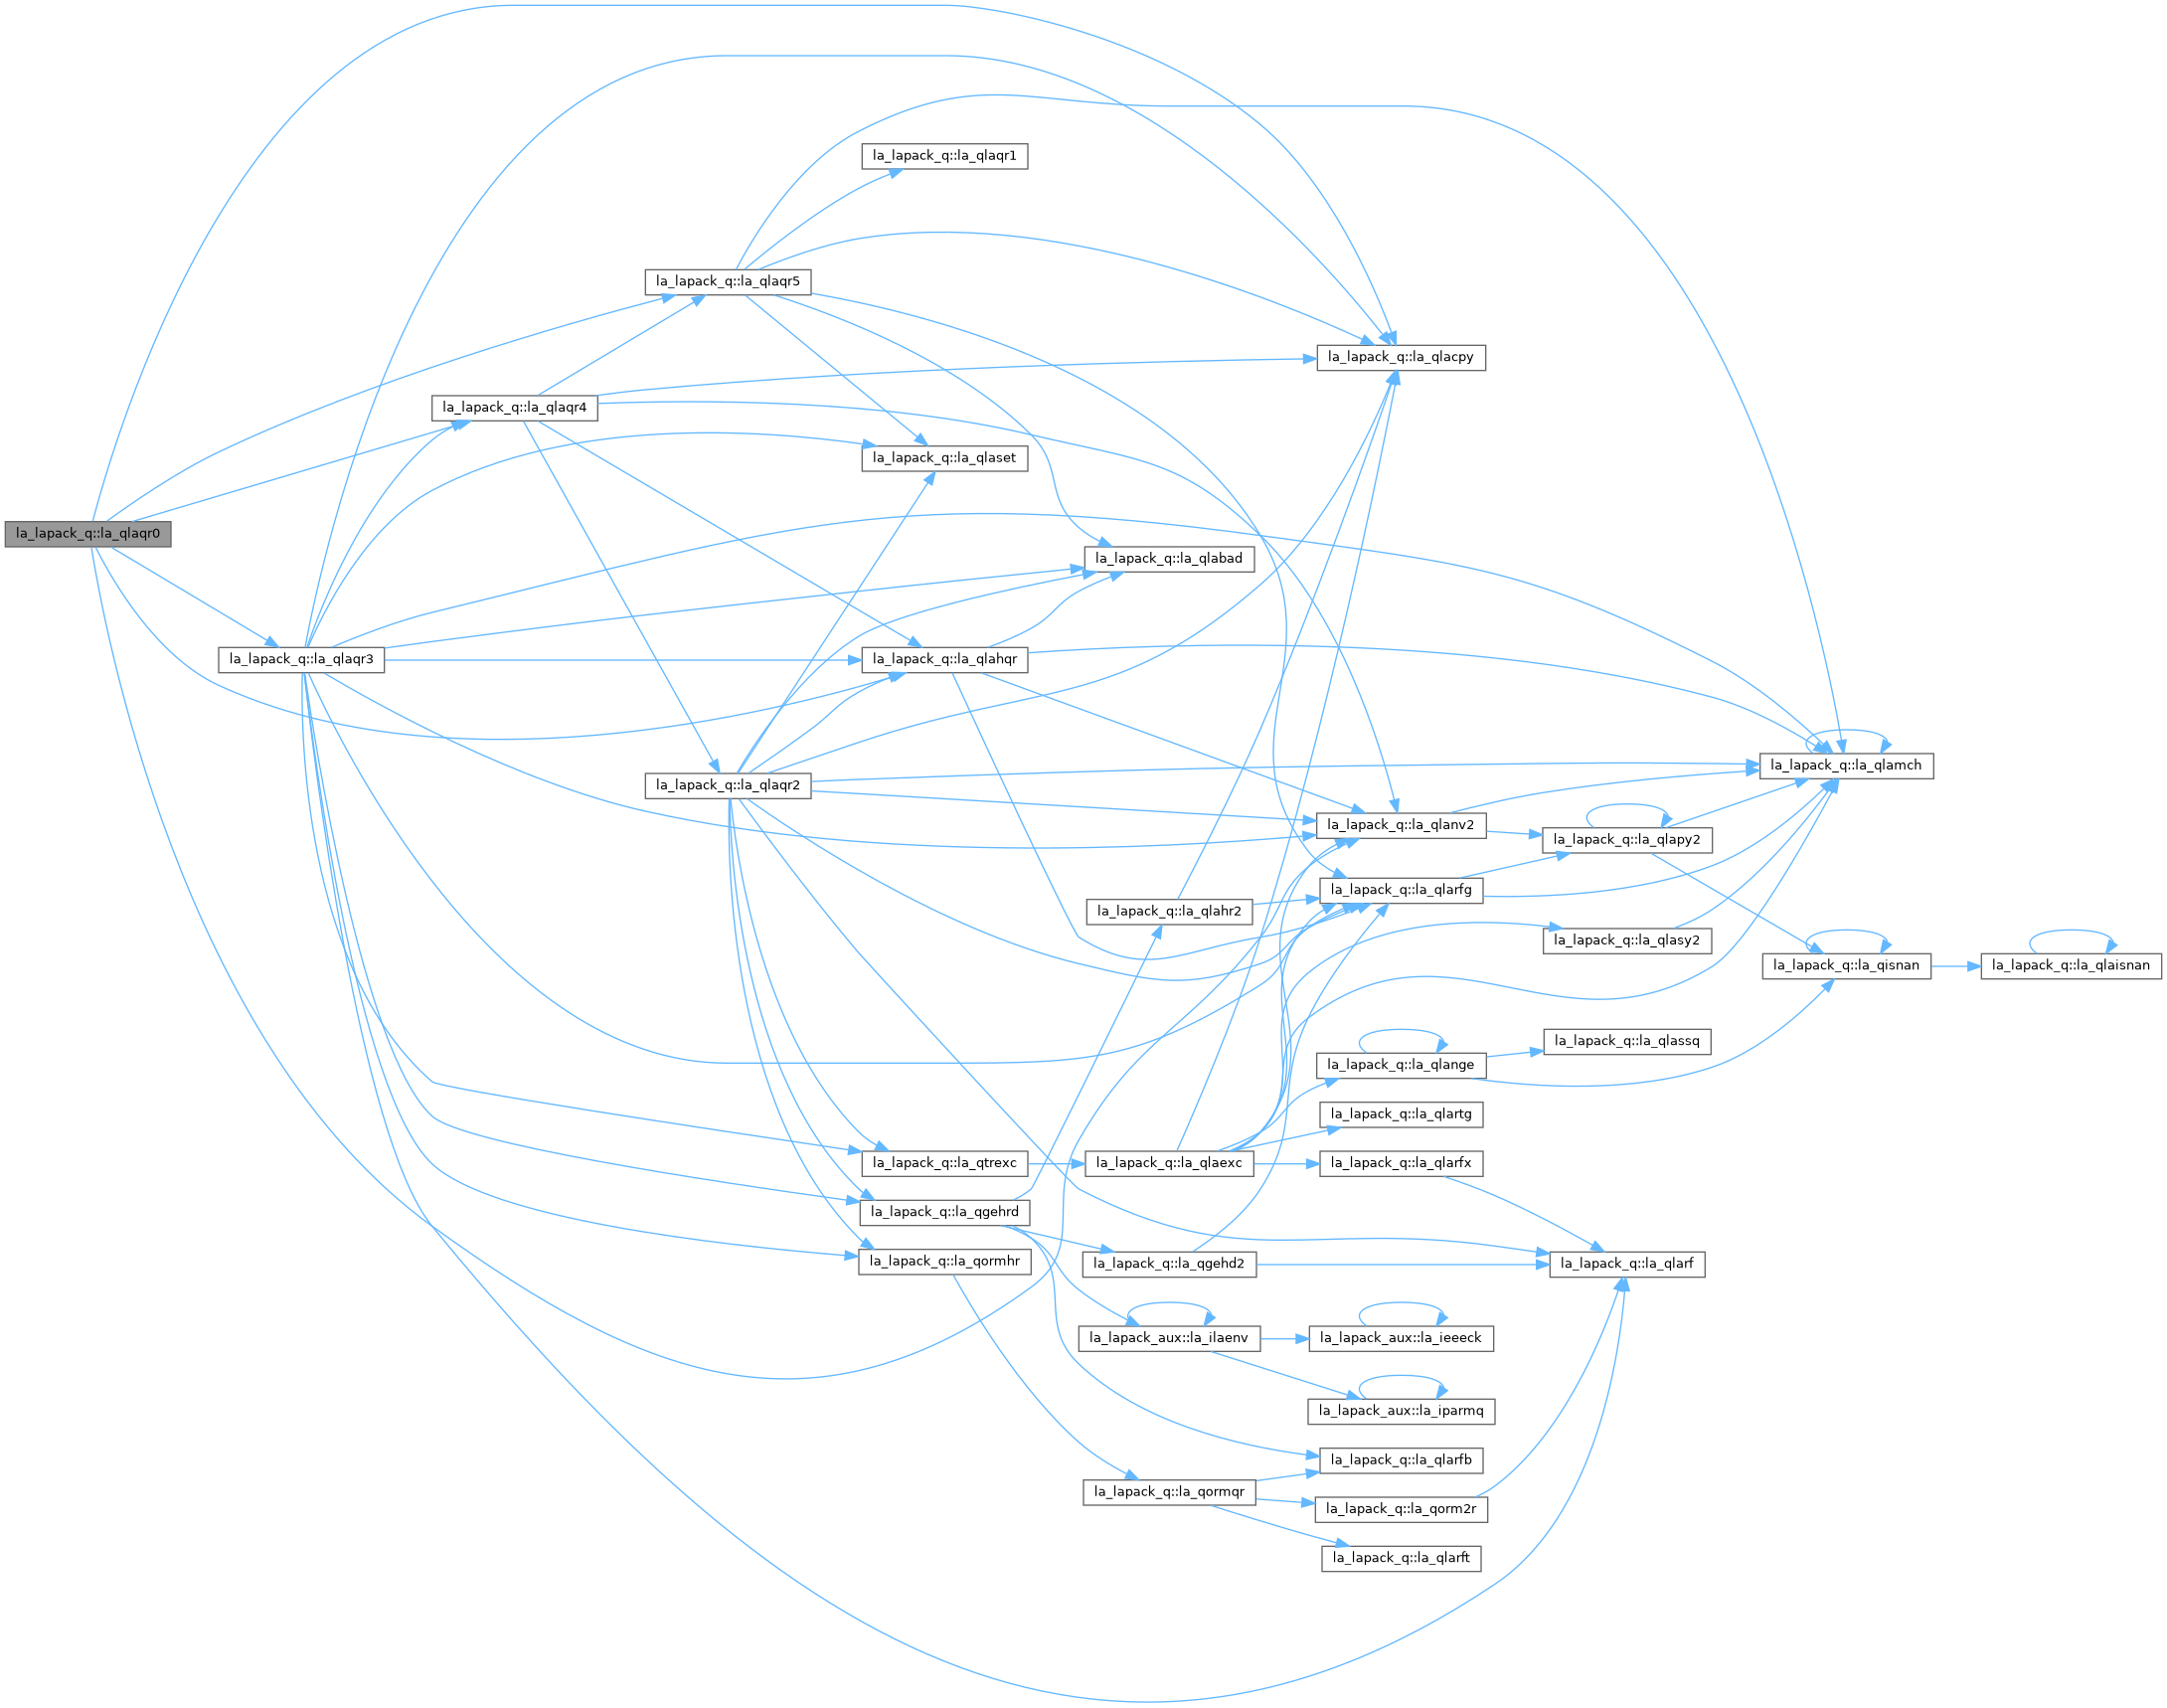 la_lapack_q::la_qlaqr1
la_lapack_q::la_qlaqr5
la_lapack_q::la_qlacpy
la_lapack_q::la_qlaqr4
la_lapack_q::la_qlaset
la_lapack_q::la_qlaqr0
la_lapack_q::la_qlabad
la_lapack_q::la_qlaqr3
la_lapack_q::la_qlahqr
la_lapack_q::la_qlamch
la_lapack_q::la_qlaqr2
la_lapack_q::la_qlanv2
la_lapack_q::la_qlapy2
la_lapack_q::la_qlarfg
la_lapack_q::la_qlahr2
la_lapack_q::la_qlasy2
la_lapack_q::la_qisnan
la_lapack_q::la_qlaisnan
la_lapack_q::la_qlassq
la_lapack_q::la_qlange
la_lapack_q::la_qlartg
la_lapack_q::la_qtrexc
la_lapack_q::la_qlaexc
la_lapack_q::la_qlarfx
la_lapack_q::la_qgehrd
la_lapack_q::la_qormhr
la_lapack_q::la_qgehd2
la_lapack_q::la_qlarf
la_lapack_aux::la_ilaenv
la_lapack_aux::la_ieeeck
la_lapack_aux::la_iparmq
la_lapack_q::la_qlarfb
la_lapack_q::la_qormqr
la_lapack_q::la_qorm2r
la_lapack_q::la_qlarft